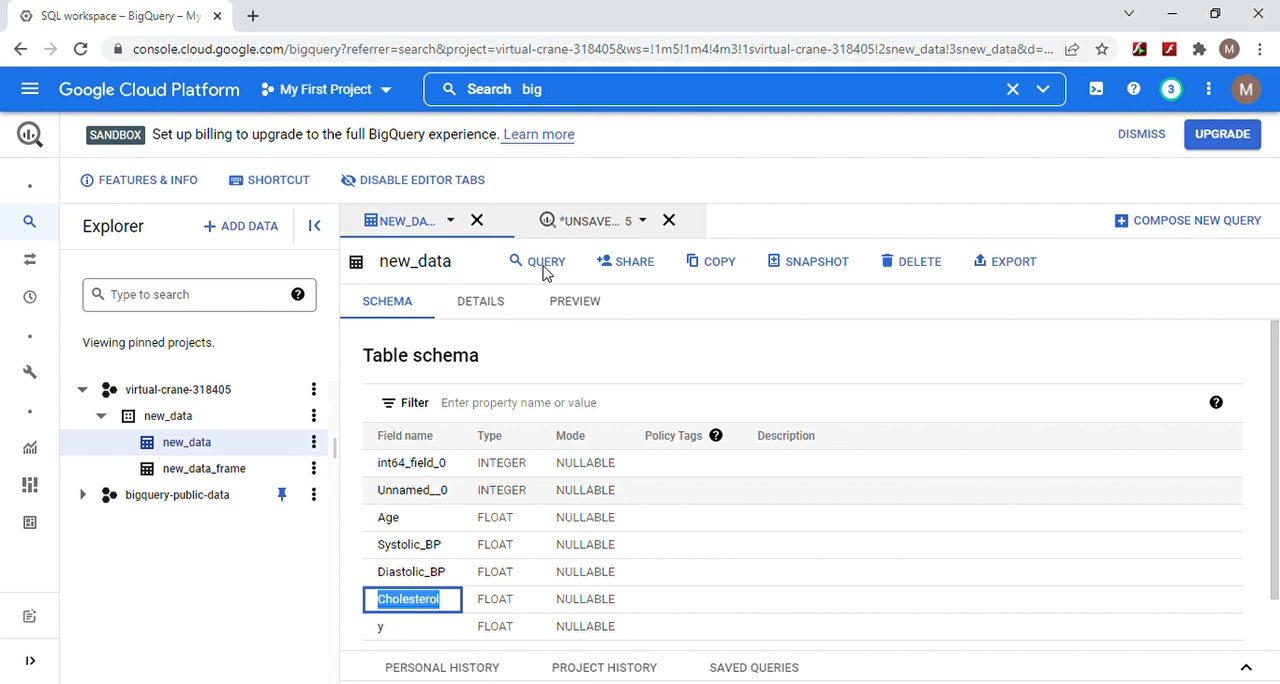 SQL workspace – BigQuery – My
console.cloud.google.com/bigquery?referrer=search&project=virtual-crane-318405&ws=!1m5!1m4!4m3!1svirtual-crane-318405!2snew_data!3snew_data&d=...
M
Google Cloud Platform
My First Project
Search big
3
M
SANDBOX Set up billing to upgrade to the full BigQuery experience. Learn more
DISMISS
UPGRADE
FEATURES & INFO
SHORTCUT
DISABLE EDITOR TABS
Explorer
+ ADD DATA
NEW_DA...
*UNSAVE... 5
COMPOSE NEW QUERY
new_data
QUERY
SHARE
COPY
SNAPSHOT
DELETE
EXPORT
Type to search
SCHEMA
DETAILS
PREVIEW
Viewing pinned projects.
virtual-crane-318405
new_data
new_data
new_data_frame
bigquery-public-data
Table schema
Filter Enter property name or value
Field name Type Mode Policy Tags Description
int64_field_0 INTEGER NULLABLE
Unnamed__0 INTEGER NULLABLE
Age FLOAT NULLABLE
Systolic_BP FLOAT NULLABLE
Diastolic_BP FLOAT NULLABLE
Cholesterol FLOAT NULLABLE
y FLOAT NULLABLE
PERSONAL HISTORY
PROJECT HISTORY
SAVED QUERIES